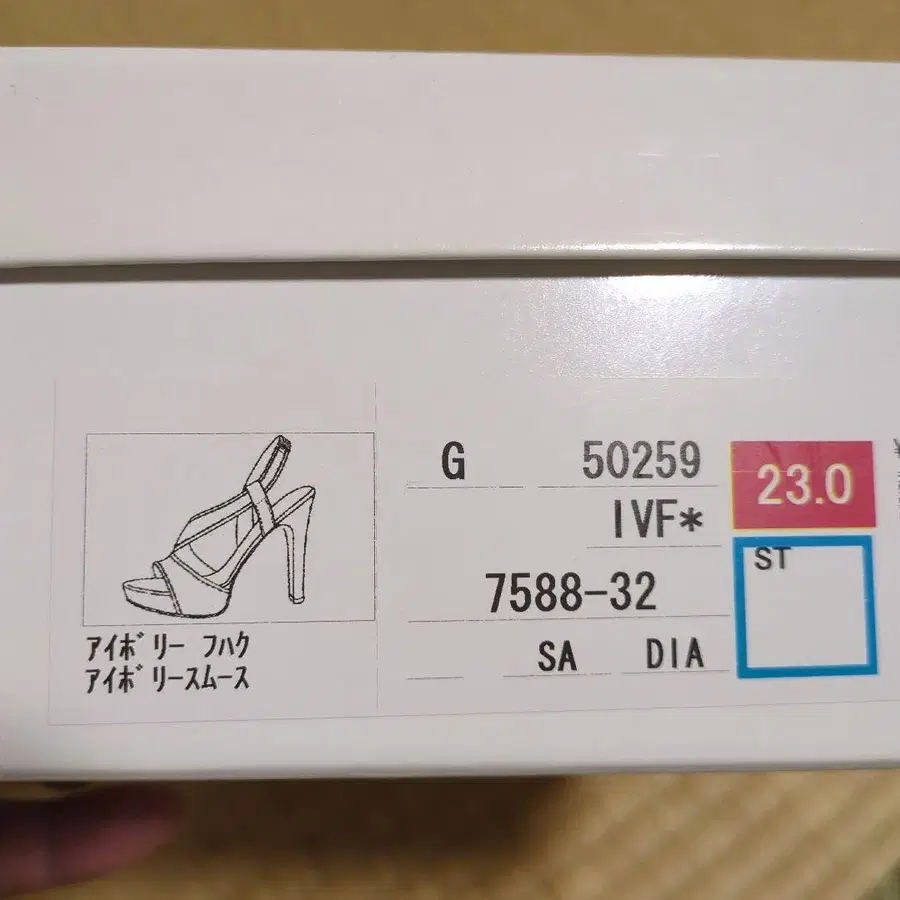 G 50259
23.0
IVF*
ST
7588-32
SA DIA
アイボリー フハク
アイボリースムース